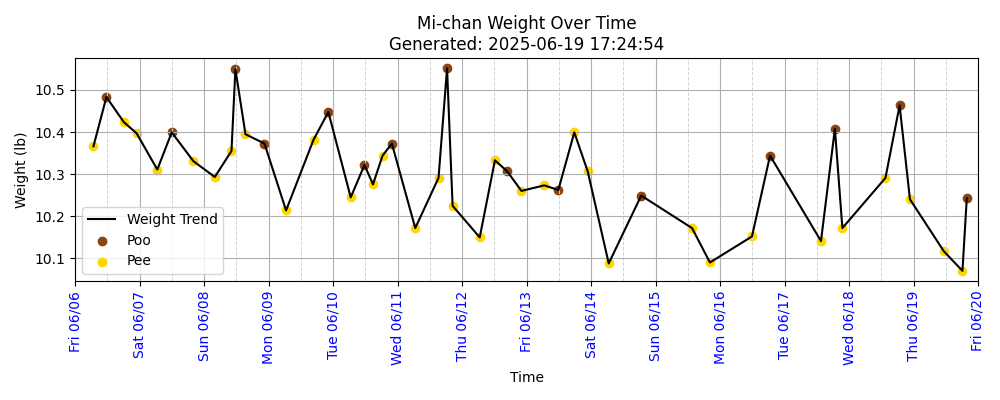 Mi-chan Weight Over Time
Generated: 2025-06-19 17:24:54
Weight (lb)
10.5
10.4
10.3
10.2
10.1
Weight Trend
Poo
Pee
Fri 06/06
Sat 06/07
Sun 06/08
Mon 06/09
Tue 06/10
Wed 06/11
Thu 06/12
Fri 06/13
Sat 06/14
Sun 06/15
Mon 06/16
Tue 06/17
Wed 06/18
Thu 06/19
Fri 06/20
Time